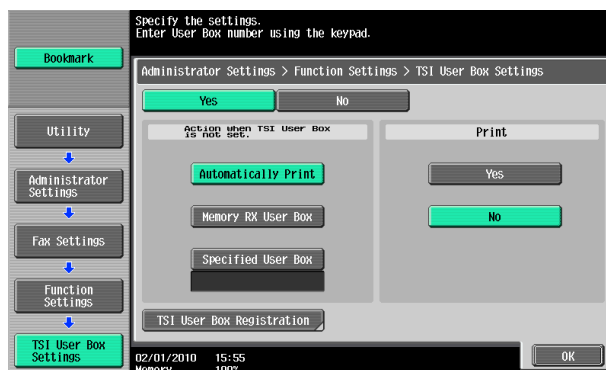 Specify the settings.
Enter User Box number using the keypad.
Bookmark
Administrator Settings > Function Settings > TSI User Box Settings
Yes
No
Utility
Administrator
Settings
Fax Settings
Function
Settings
TSI User Box
Settings
Action when TSI User Box
is not set.
Automatically Print
Memory RX User Box
Specified User Box
TSI User Box Registration
Print
Yes
No
02/01/2010 15:55
Memory 100%
OK